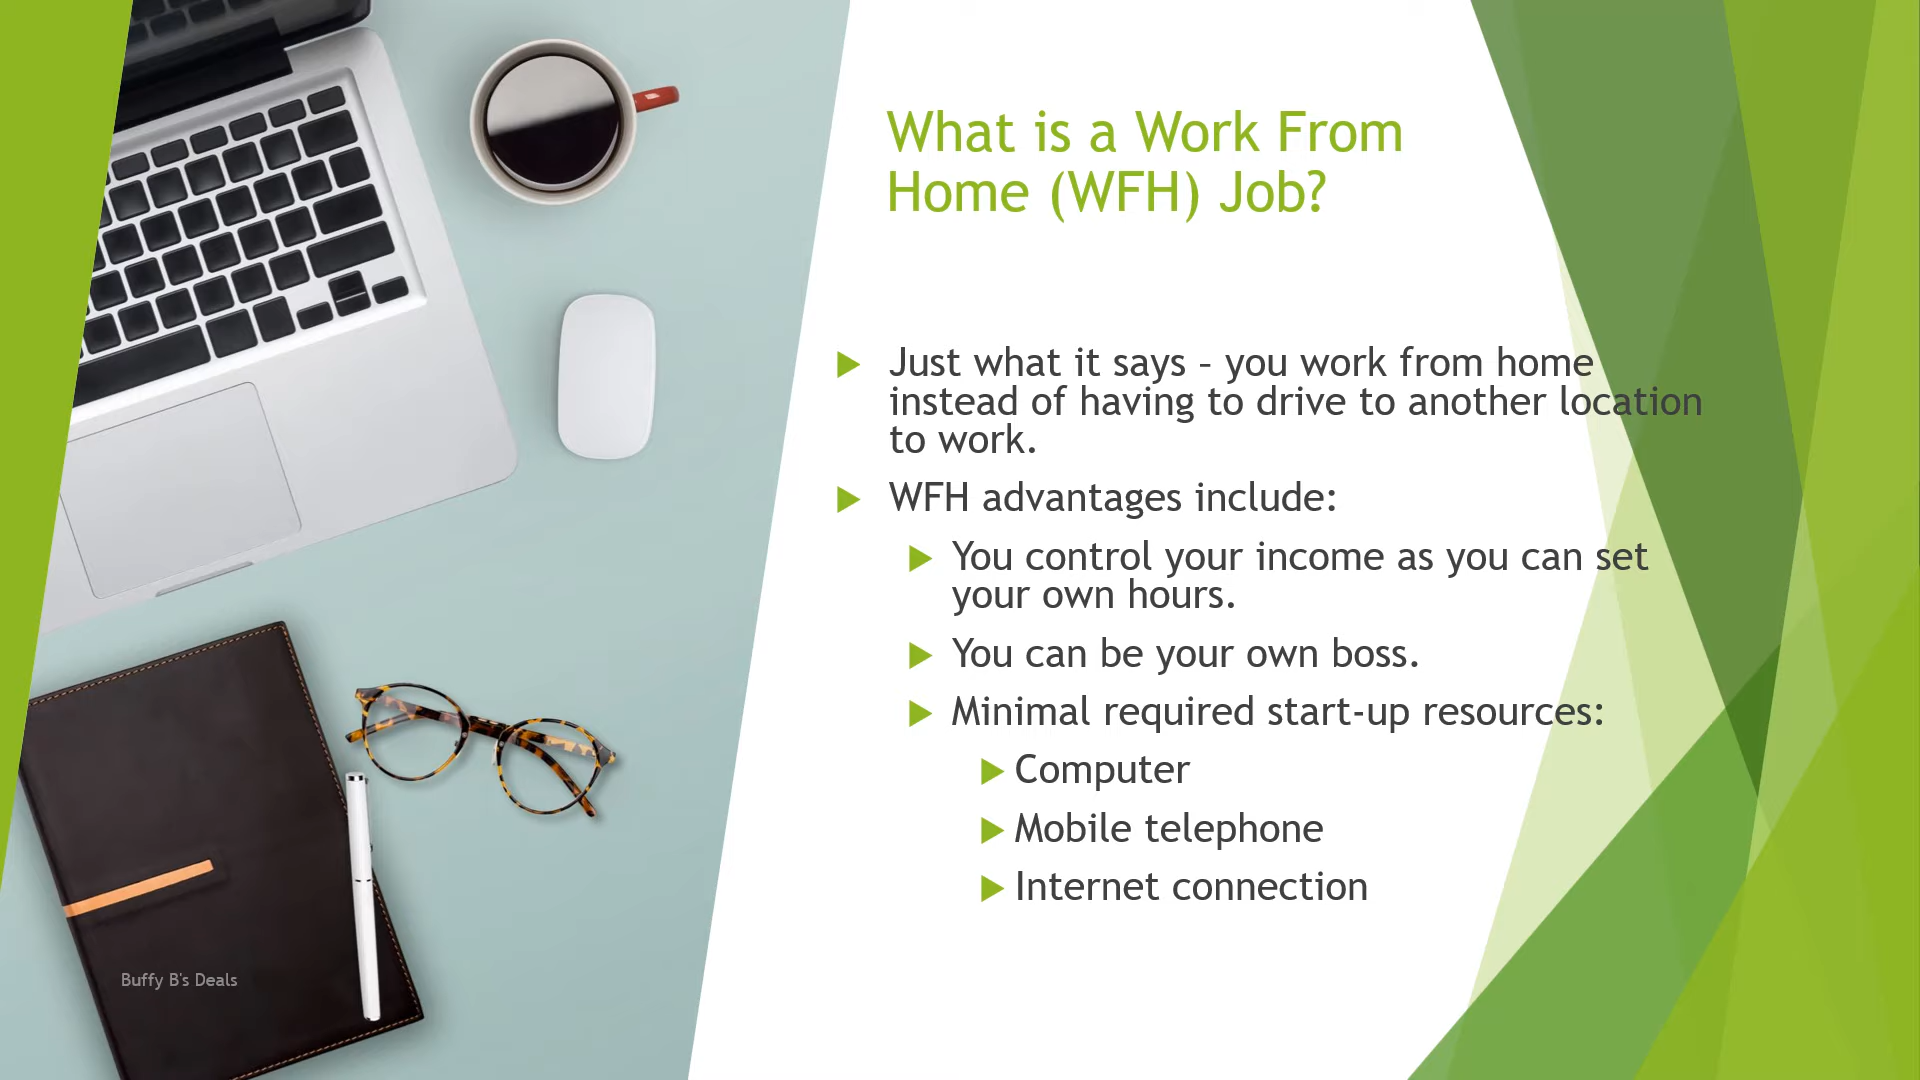 What is a Work From
Home (WFH) Job?
Just what it says – you work from home
instead of having to drive to another location
to work.
WFH advantages include:
You control your income as you can set
your own hours.
You can be your own boss.
Minimal required start-up resources:
Computer
Mobile telephone
Internet connection
Buffy B's Deals